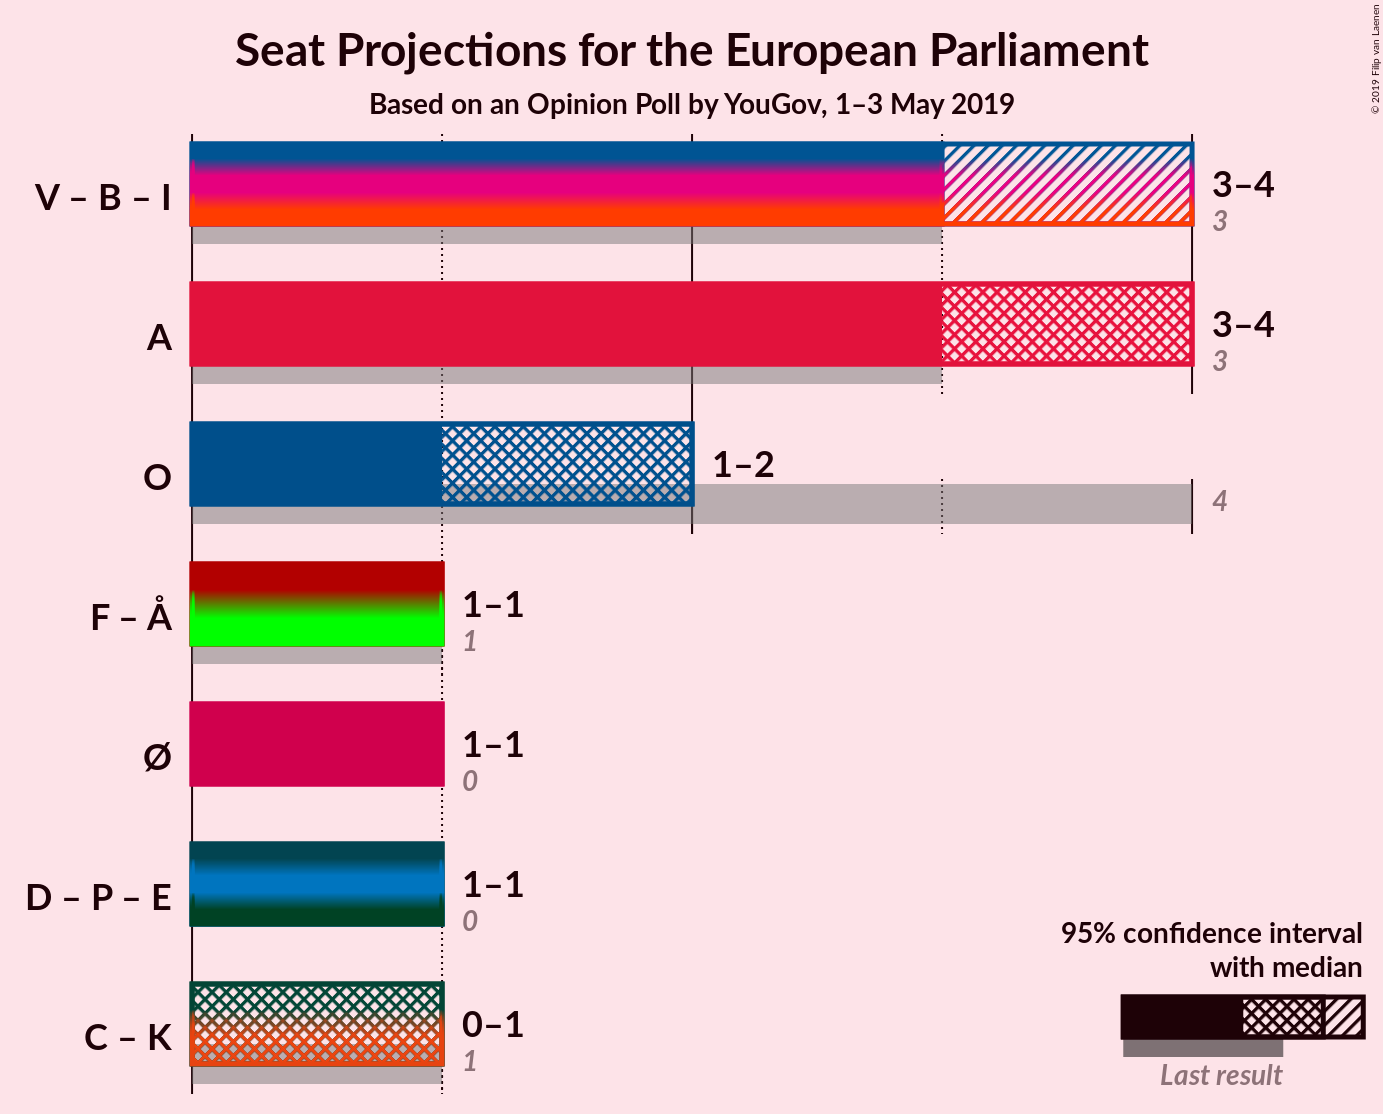 Seat Projections for the European Parliament
Based on an Opinion Poll by YouGov, 1–3 May 2019
© 2019 Filip van Laenen
V – B – I
3–4
3
A
3–4
3
O
1–2
4
F – Å
1–1
1
Ø
1–1
0
D – P – E
1–1
0
C – K
0–1
1
95% confidence interval
with median
Last result